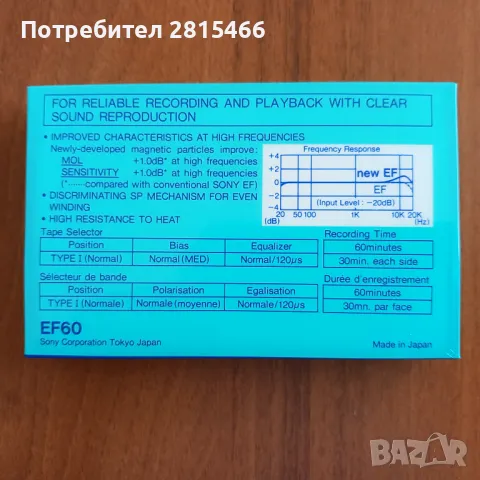 Потребител 2815466
FOR RELIABLE RECORDING AND PLAYBACK WITH CLEAR
SOUND REPRODUCTION
• IMPROVED CHARACTERISTICS AT HIGH FREQUENCIES
Newly-developed magnetic particles improve:
MOL +1.0dB* at high frequencies
SENSITIVITY +1.0dB* at high frequencies
(*······compared with conventional SONY EF)
• DISCRIMINATING SP MECHANISM FOR EVEN
WINDING
• HIGH RESISTANCE TO HEAT
Frequency Response
+4
+2
0
−2
−4
(dB)
new EF
EF
(Input Level : −20dB)
20 50 100 1K 10K 20K
(Hz)
Tape Selector
Position Bias Equalizer
TYPE I (Normal) Normal (MED) Normal/120μs
Recording Time
60minutes
30min. each side
Sélecteur de bande
Position Polarisation Egalisation
TYPE I (Normale) Normale (moyenne) Normale/120μs
Durée d'enregistrement
60minutes
30mn. par face
EF60
Sony Corporation Tokyo Japan
Made in Japan
BAZAR